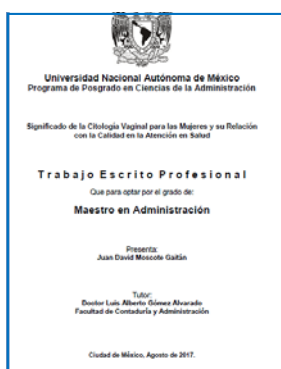 Universidad Nacional Autónoma de México
Programa de Posgrado en Ciencias de la Administración
Significado de la Citología Vaginal para las Mujeres y su Relación
con la Calidad en la Atención en Salud
Trabajo Escrito Profesional
Que para optar por el grado de:
Maestro en Administración
Presenta:
Juan David Moscote Gaitán
Tutor:
Doctor Luis Alberto Gómez Alvarado
Facultad de Contaduría y Administración
Ciudad de México, Agosto de 2017.